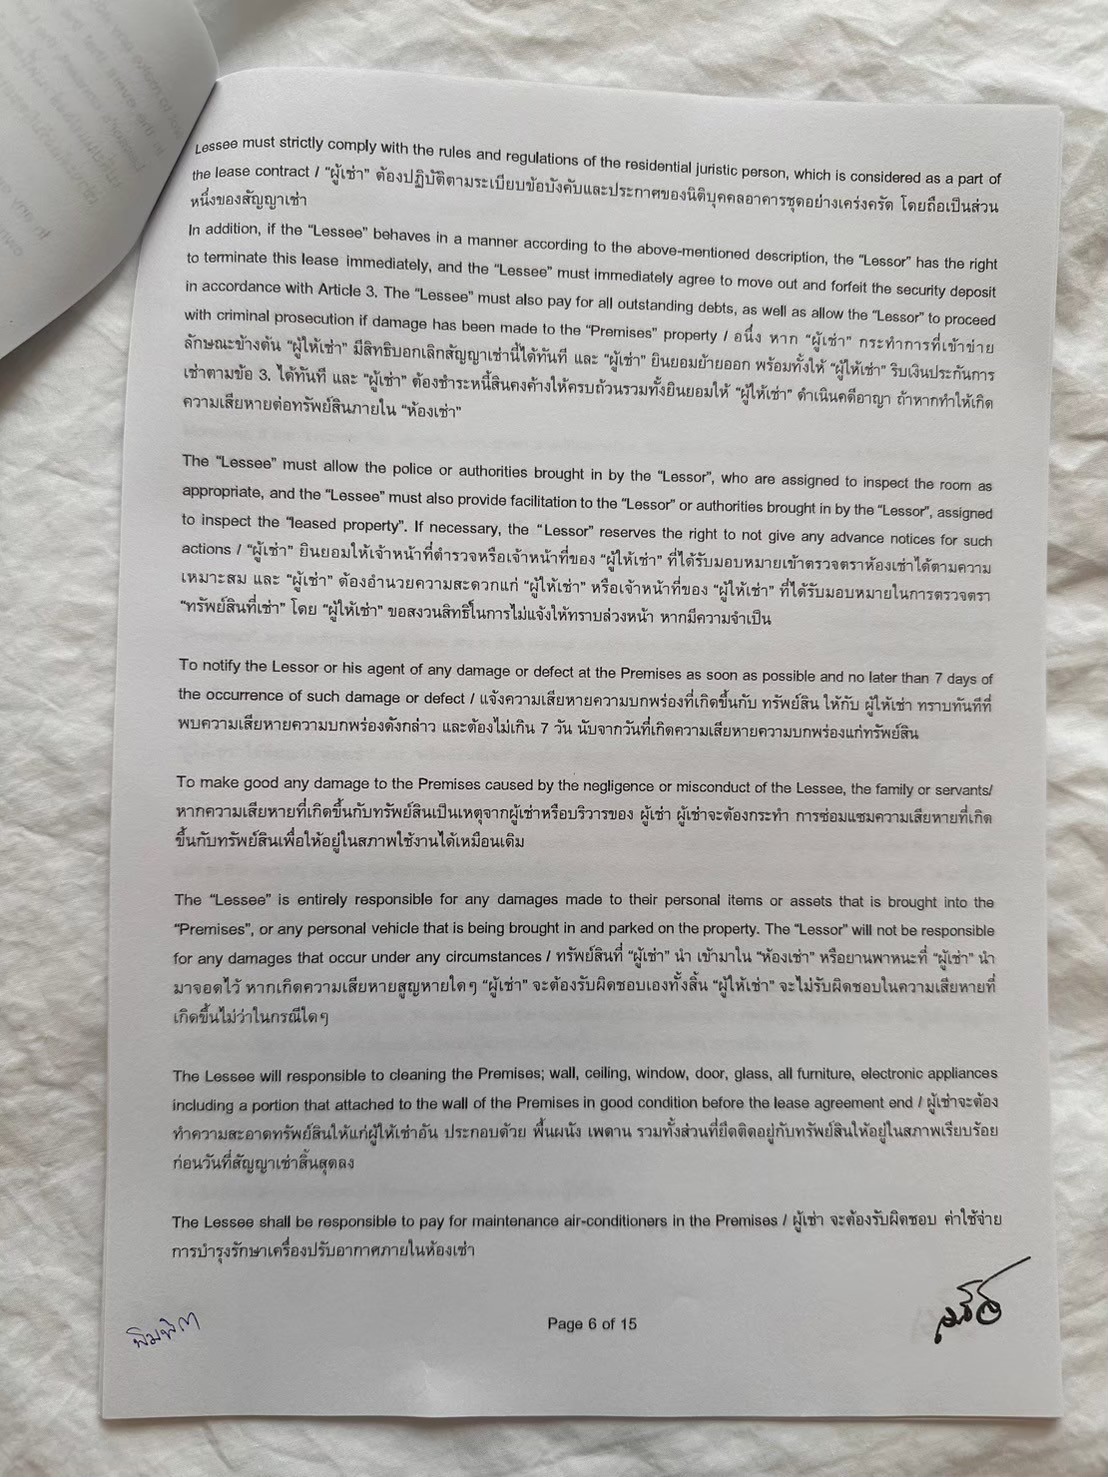 Lessee must strictly comply with the rules and regulations of the residential juristic person, which is considered as a part of
the lease contract / "ผู้เช่า" ต้องปฏิบัติตามระเบียบข้อบังคับและประกาศของนิติบุคคลอาคารชุดอย่างเคร่งครัด โดยถือเป็นส่วน
หนึ่งของสัญญาเช่า
In addition, if the "Lessee" behaves in a manner according to the above-mentioned description, the "Lessor" has the right
to terminate this lease immediately, and the "Lessee" must immediately agree to move out and forfeit the security deposit
in accordance with Article 3. The "Lessee" must also pay for all outstanding debts, as well as allow the "Lessor" to proceed
with criminal prosecution if damage has been made to the "Premises" property / อนึ่ง หาก "ผู้เช่า" กระทำการที่เข้าข่าย
ลักษณะข้างต้น "ผู้ให้เช่า" มีสิทธิบอกเลิกสัญญาเช่านี้ได้ทันที และ "ผู้เช่า" ยินยอมย้ายออก พร้อมทั้งให้ "ผู้ให้เช่า" ริบเงินประกันการ
เช่าตามข้อ 3. ได้ทันที และ "ผู้เช่า" ต้องชำระหนี้สินคงค้างให้ครบถ้วนรวมทั้งยินยอมให้ "ผู้ให้เช่า" ดำเนินคดีอาญา ถ้าหากทำให้เกิด
ความเสียหายต่อทรัพย์สินภายใน "ห้องเช่า"
The "Lessee" must allow the police or authorities brought in by the "Lessor", who are assigned to inspect the room as
appropriate, and the "Lessee" must also provide facilitation to the "Lessor" or authorities brought in by the "Lessor", assigned
to inspect the "leased property". If necessary, the "Lessor" reserves the right to not give any advance notices for such
actions / "ผู้เช่า" ยินยอมให้เจ้าหน้าที่ตำรวจหรือเจ้าหน้าที่ของ "ผู้ให้เช่า" ที่ได้รับมอบหมายเข้าตรวจตราห้องเช่าได้ตามความ
เหมาะสม และ "ผู้เช่า" ต้องอำนวยความสะดวกแก่ "ผู้ให้เช่า" หรือเจ้าหน้าที่ของ "ผู้ให้เช่า" ที่ได้รับมอบหมายในการตรวจตรา
"ทรัพย์สินที่เช่า" โดย "ผู้ให้เช่า" ขอสงวนสิทธิ์ในการไม่แจ้งให้ทราบล่วงหน้า หากมีความจำเป็น
To notify the Lessor or his agent of any damage or defect at the Premises as soon as possible and no later than 7 days of
the occurrence of such damage or defect / แจ้งความเสียหายความบกพร่องที่เกิดขึ้นกับ ทรัพย์สิน ให้กับ ผู้ให้เช่า ทราบทันทีที่
พบความเสียหายความบกพร่องดังกล่าว และต้องไม่เกิน 7 วัน นับจากวันที่เกิดความเสียหายความบกพร่องแก่ทรัพย์สิน
To make good any damage to the Premises caused by the negligence or misconduct of the Lessee, the family or servants/
หากความเสียหายที่เกิดขึ้นกับทรัพย์สินเป็นเหตุจากผู้เช่าหรือบริวารของ ผู้เช่า ผู้เช่าจะต้องกระทำ การซ่อมแซมความเสียหายที่เกิด
ขึ้นกับทรัพย์สินเพื่อให้อยู่ในสภาพใช้งานได้เหมือนเดิม
The "Lessee" is entirely responsible for any damages made to their personal items or assets that is brought into the
"Premises", or any personal vehicle that is being brought in and parked on the property. The "Lessor" will not be responsible
for any damages that occur under any circumstances / ทรัพย์สินที่ "ผู้เช่า" นำ เข้ามาใน "ห้องเช่า" หรือยานพาหนะที่ "ผู้เช่า" นำ
มาจอดไว้ หากเกิดความเสียหายสูญหายใดๆ "ผู้เช่า" จะต้องรับผิดชอบเองทั้งสิ้น "ผู้ให้เช่า" จะไม่รับผิดชอบในความเสียหายที่
เกิดขึ้นไม่ว่าในกรณีใดๆ
The Lessee will responsible to cleaning the Premises; wall, ceiling, window, door, glass, all furniture, electronic appliances
including a portion that attached to the wall of the Premises in good condition before the lease agreement end / ผู้เช่าจะต้อง
ทำความสะอาดทรัพย์สินให้แก่ผู้ให้เช่าอัน ประกอบด้วย พื้นผนัง เพดาน รวมทั้งส่วนที่ยึดติดอยู่กับทรัพย์สินให้อยู่ในสภาพเรียบร้อย
ก่อนวันที่สัญญาเช่าสิ้นสุดลง
The Lessee shall be responsible to pay for maintenance air-conditioners in the Premises / ผู้เช่า จะต้องรับผิดชอบ ค่าใช้จ่าย
การบำรุงรักษาเครื่องปรับอากาศภายในห้องเช่า
Page 6 of 15